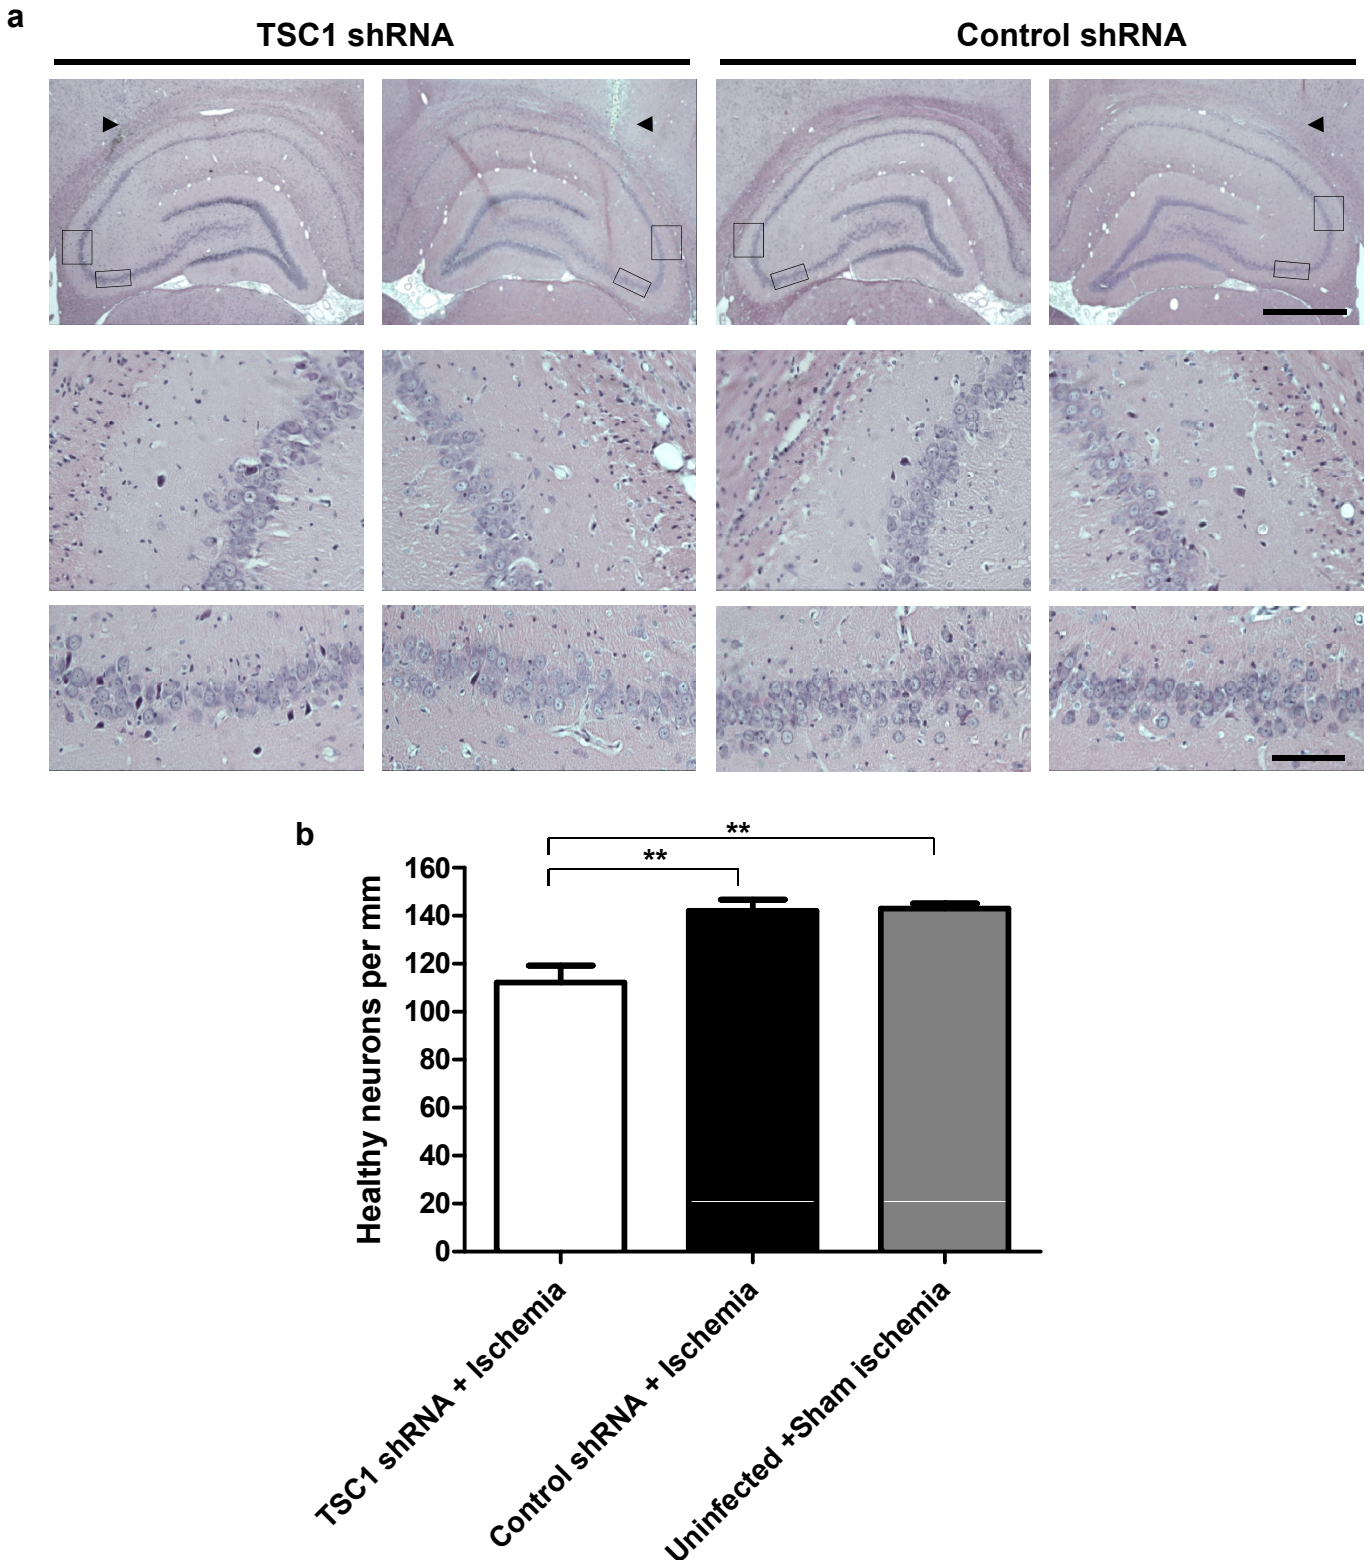 a
TSC1 shRNA
Control shRNA
b
**
**
Healthy neurons per mm
160
140
120
100
80
60
40
20
0
TSC1 shRNA + Ischemia
Control shRNA + Ischemia
Uninfected +Sham ischemia